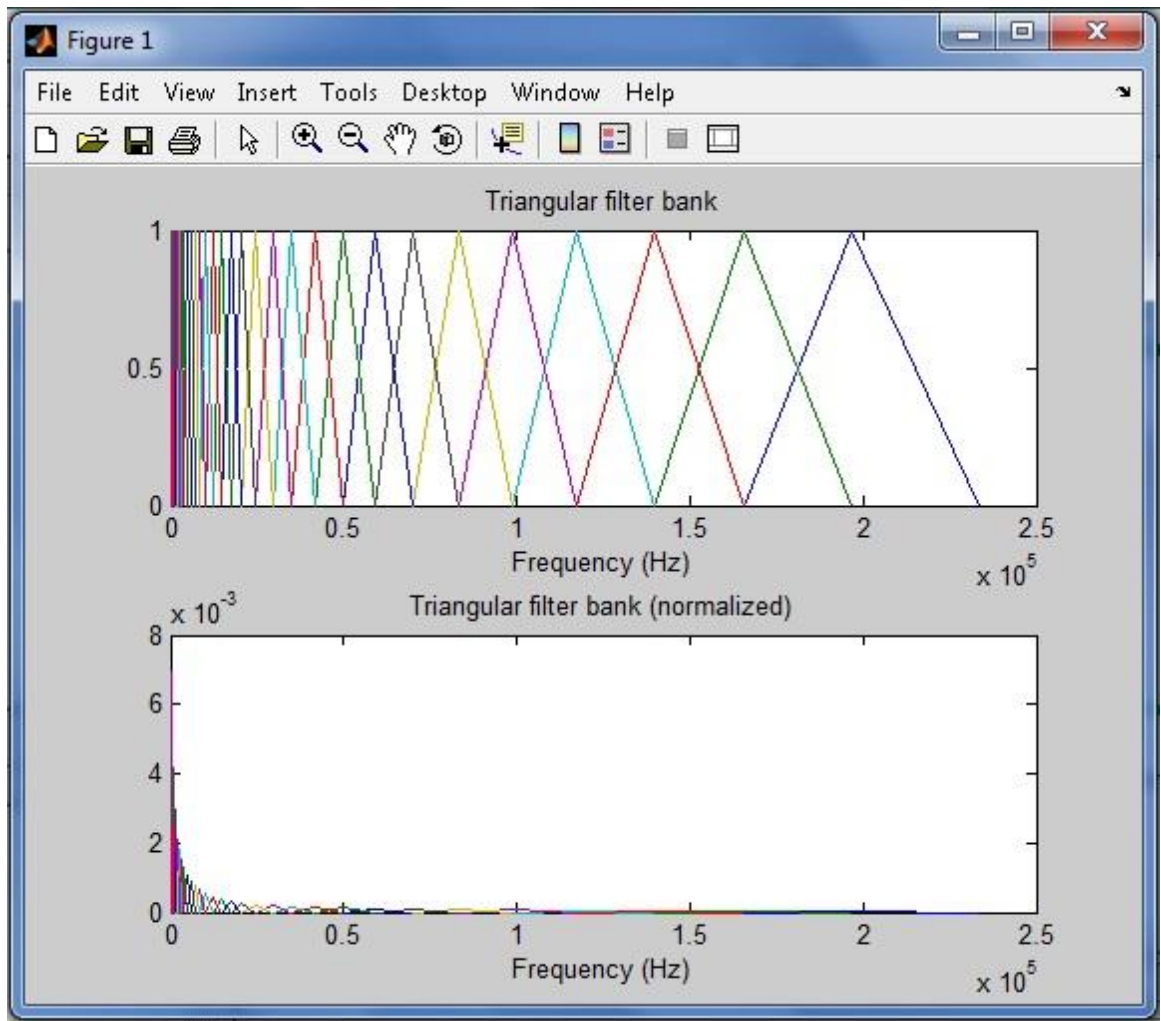 Figure 1
File Edit View Insert Tools Desktop Window Help
Triangular filter bank
1
0.5
0
0 0.5 1 1.5 2 2.5
Frequency (Hz)
x 10^5
Triangular filter bank (normalized)
x 10^-3
8
6
4
2
0
0 0.5 1 1.5 2 2.5
Frequency (Hz)
x 10^5